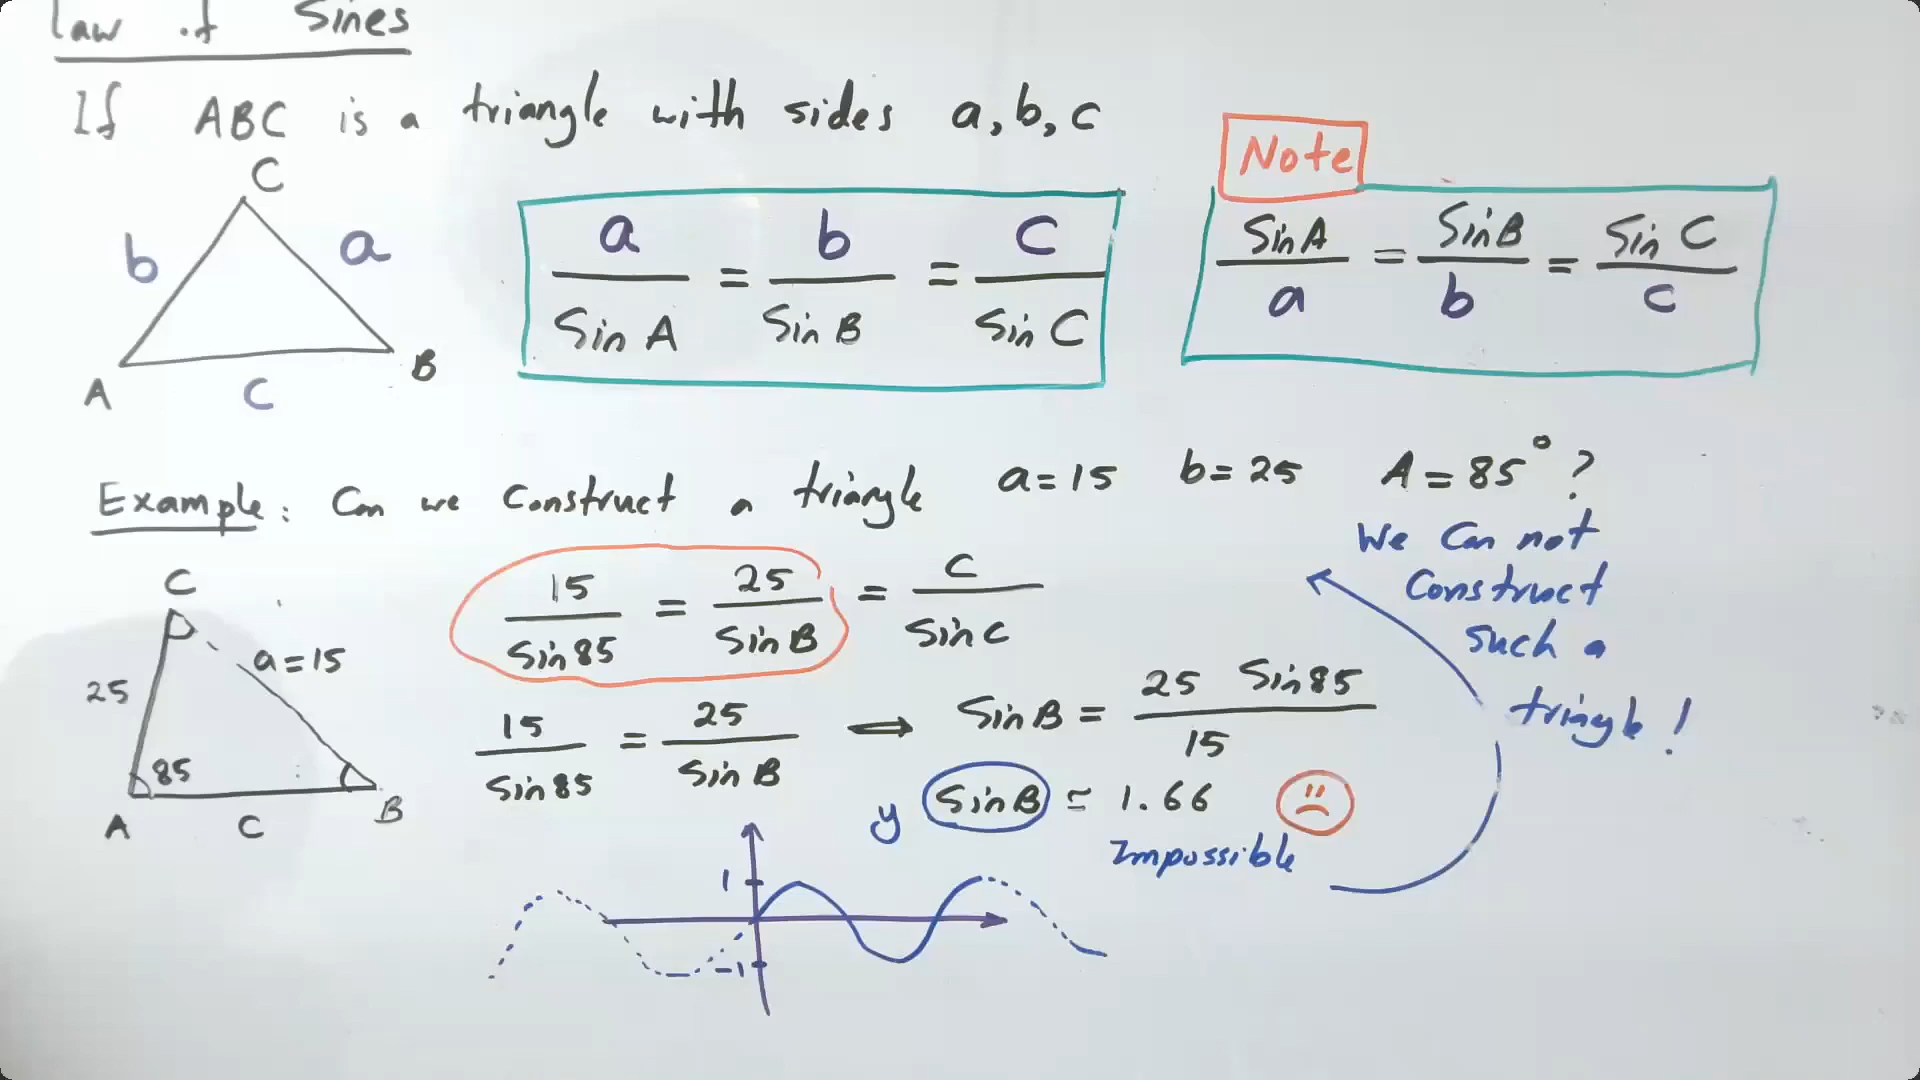 Law of Sines
If ABC is a triangle with sides a, b, c
C
b
a
A
B
C
a/Sin A = b/Sin B = C/Sin C
Note
Sin A/a = Sin B/b = Sin C/c
Example: Can we Construct a triangle a=15 b=25 A=85° ?
We Can not
Construct
such a
triangle!
C
25
a=15
85
A
C
B
15/Sin 85 = 25/Sin B = C/Sin C
15/Sin 85 = 25/Sin B ⇒ Sin B = 25 Sin 85/15
y
Sin B = 1.66
Impossible
1
-1